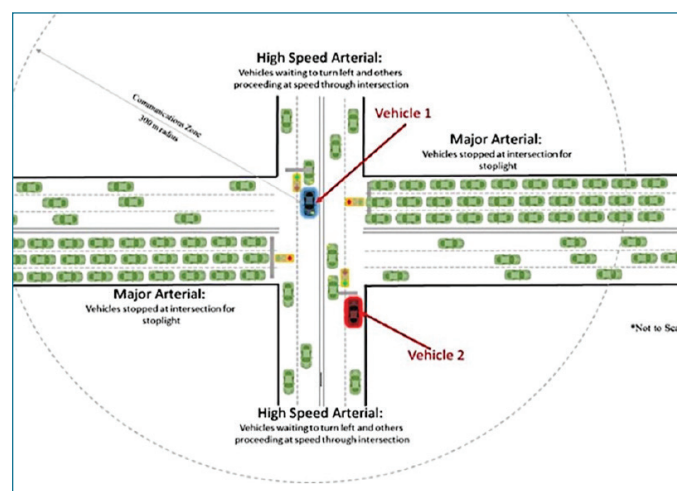 High Speed Arterial:
Vehicles waiting to turn left and others
proceeding at speed through intersection
Communications Zone
300 m radius
Vehicle 1
Major Arterial:
Vehicles stopped at intersection for
stoplight
Major Arterial:
Vehicles stopped at intersection for
stoplight
*Not to Sca
Vehicle 2
High Speed Arterial:
Vehicles waiting to turn left and others
proceeding at speed through intersection